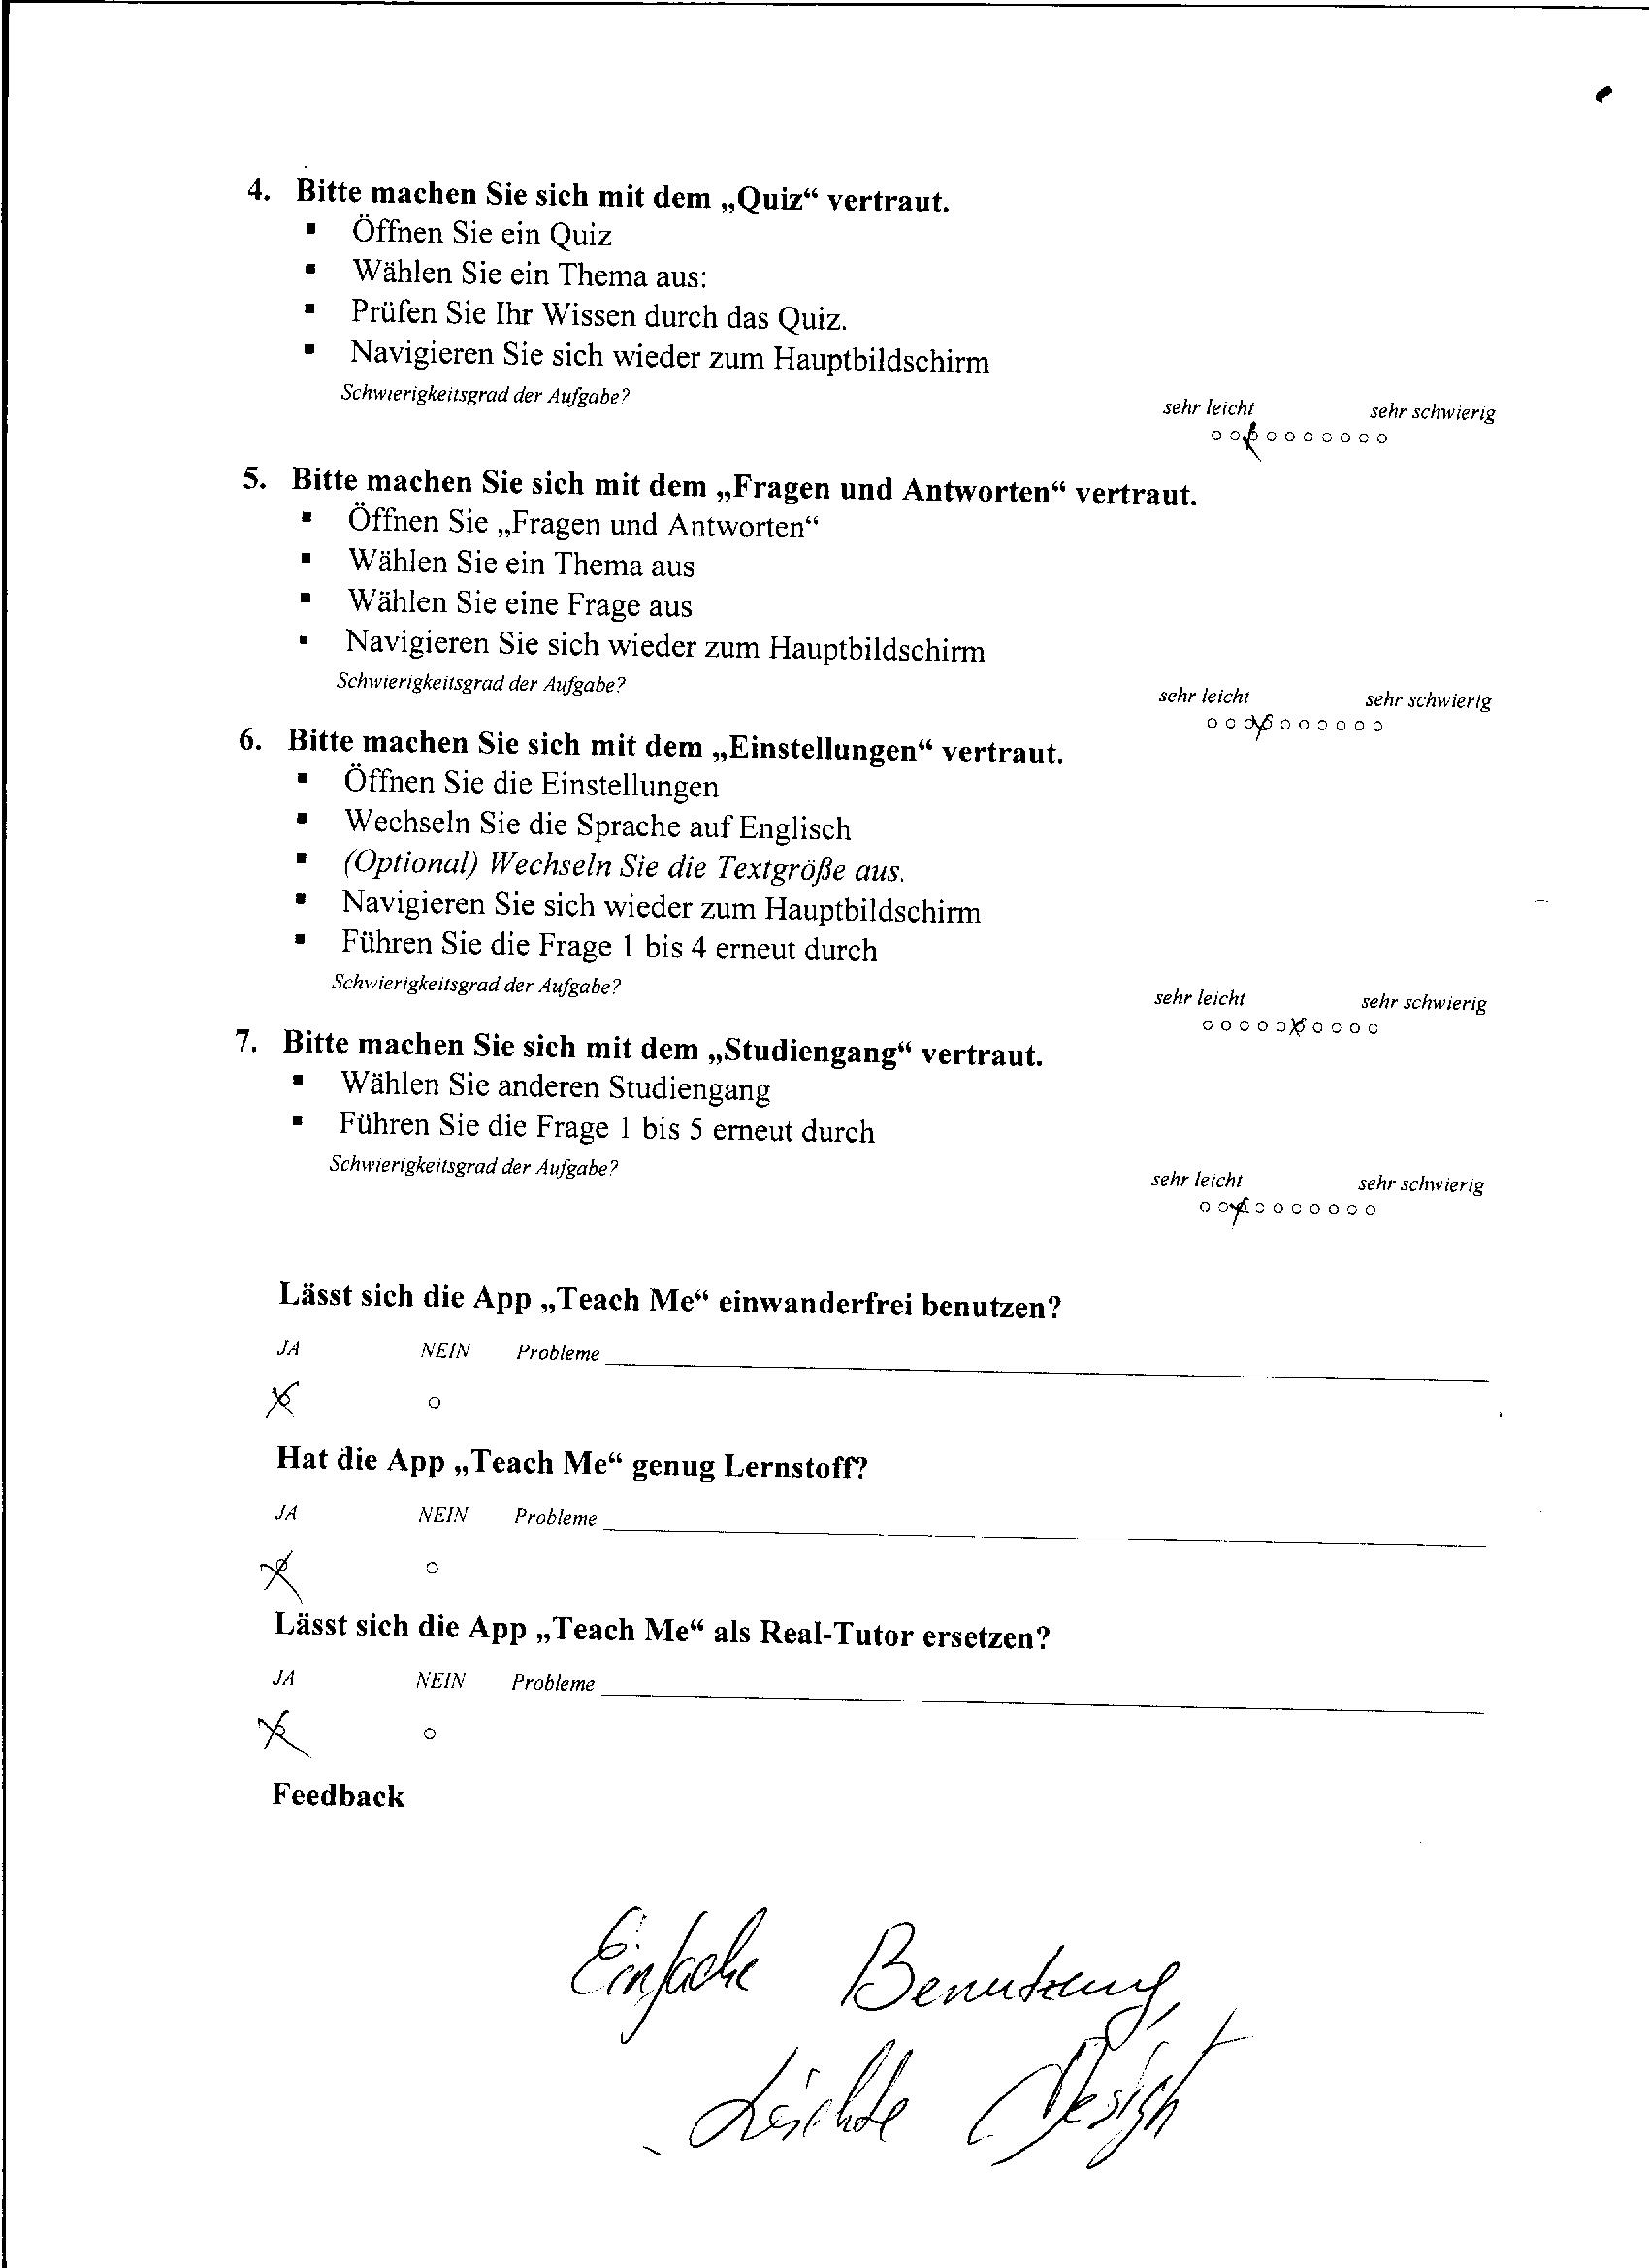 4. Bitte machen Sie sich mit dem „Quiz“ vertraut.
▪ Öffnen Sie ein Quiz
▪ Wählen Sie ein Thema aus:
▪ Prüfen Sie Ihr Wissen durch das Quiz.
▪ Navigieren Sie sich wieder zum Hauptbildschirm
Schwierigkeitsgrad der Aufgabe?
sehr leicht sehr schwierig
5. Bitte machen Sie sich mit dem „Fragen und Antworten“ vertraut.
▪ Öffnen Sie „Fragen und Antworten“
▪ Wählen Sie ein Thema aus
▪ Wählen Sie eine Frage aus
▪ Navigieren Sie sich wieder zum Hauptbildschirm
Schwierigkeitsgrad der Aufgabe?
sehr leicht sehr schwierig
6. Bitte machen Sie sich mit dem „Einstellungen“ vertraut.
▪ Öffnen Sie die Einstellungen
▪ Wechseln Sie die Sprache auf Englisch
▪ (Optional) Wechseln Sie die Textgröße aus.
▪ Navigieren Sie sich wieder zum Hauptbildschirm
▪ Führen Sie die Frage 1 bis 4 erneut durch
Schwierigkeitsgrad der Aufgabe?
sehr leicht sehr schwierig
7. Bitte machen Sie sich mit dem „Studiengang“ vertraut.
▪ Wählen Sie anderen Studiengang
▪ Führen Sie die Frage 1 bis 5 erneut durch
Schwierigkeitsgrad der Aufgabe?
sehr leicht sehr schwierig
Lässt sich die App „Teach Me“ einwanderfrei benutzen?
JA NEIN Probleme
Hat die App „Teach Me“ genug Lernstoff?
JA NEIN Probleme
Lässt sich die App „Teach Me“ als Real-Tutor ersetzen?
JA NEIN Probleme
Feedback
Einfache Benutzung,
Design